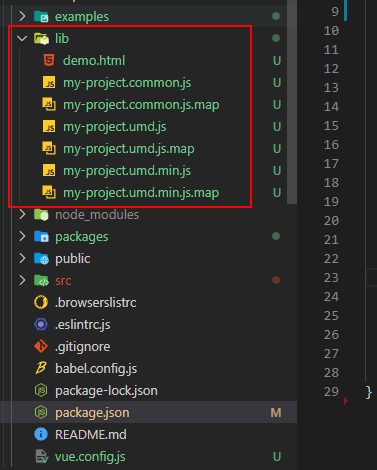 examples
lib
demo.html U
my-project.common.js U
my-project.common.js.map U
my-project.umd.js U
my-project.umd.js.map U
my-project.umd.min.js U
my-project.umd.min.js.map U
node_modules
packages
public
src
.browserslistrc
.eslintrc.js
.gitignore
babel.config.js
package-lock.json
package.json M
README.md
vue.config.js U
9
10
11
12
13
14
15
16
17
18
19
20
21
22
23
24
25
26
27
28
29 }